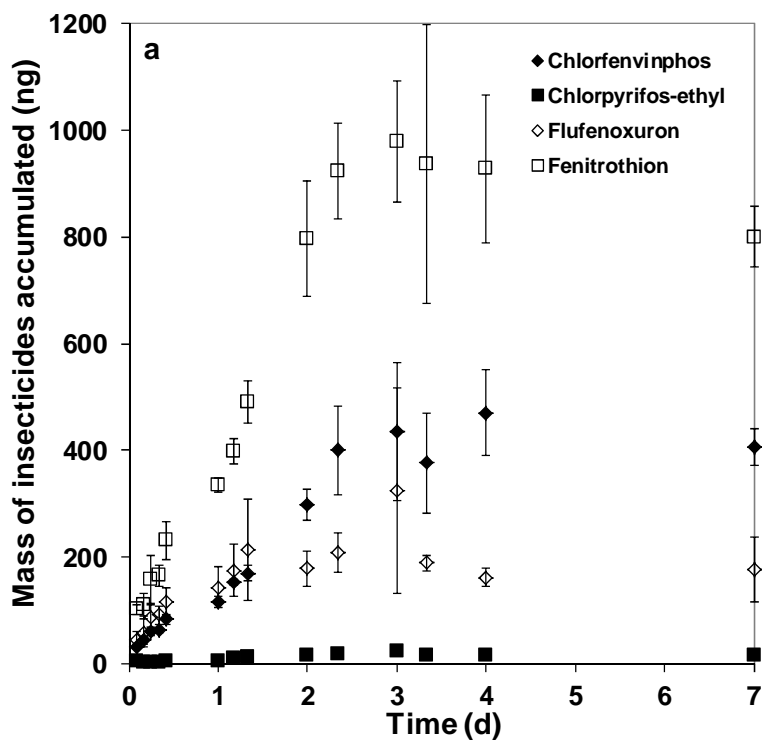 a
Chlorfenvinphos
Chlorpyrifos-ethyl
Flufenoxuron
Fenitrothion
Mass of insecticides accumulated (ng)
1200
1000
800
600
400
200
0
0 1 2 3 4 5 6 7
Time (d)